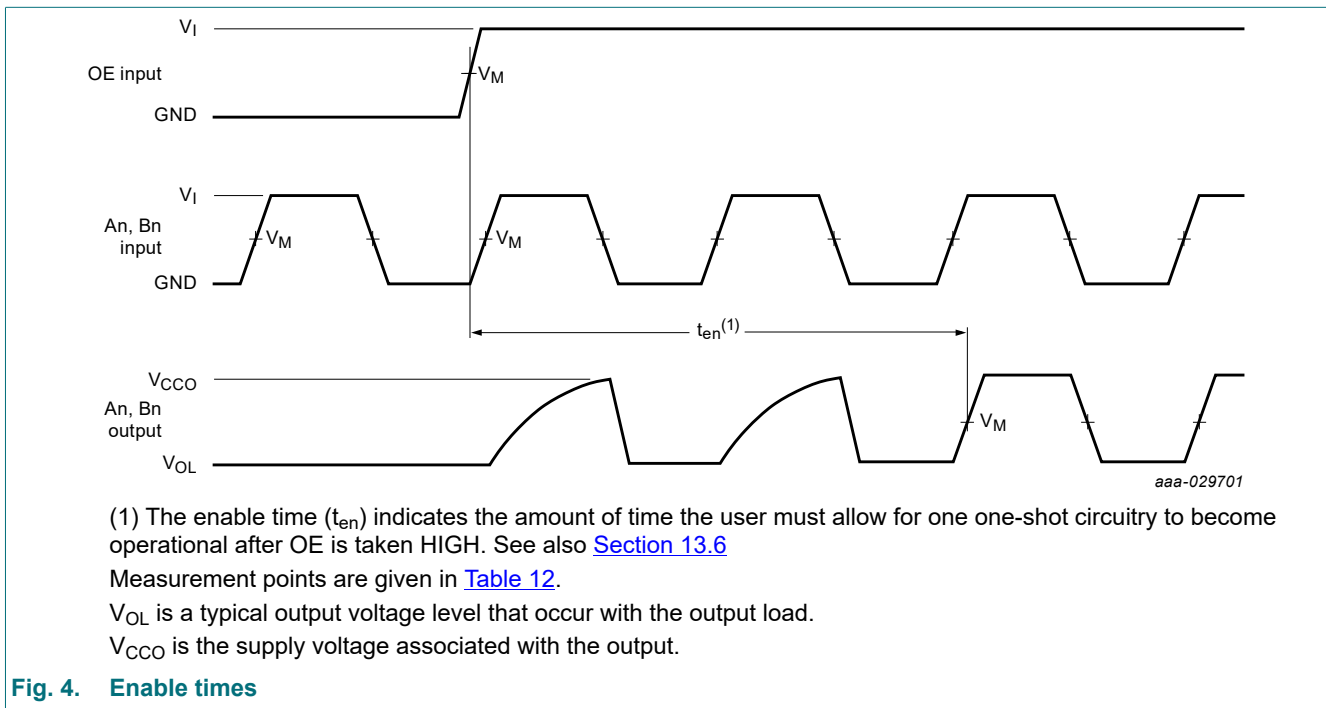 VI
OE input
VM
GND
VI
An, Bn
input
VM
VM
GND
ten(1)
VCCO
An, Bn
output
VM
VOL
aaa-029701
(1) The enable time (ten) indicates the amount of time the user must allow for one one-shot circuitry to become
operational after OE is taken HIGH. See also Section 13.6
Measurement points are given in Table 12.
VOL is a typical output voltage level that occur with the output load.
VCCO is the supply voltage associated with the output.
Fig. 4. Enable times